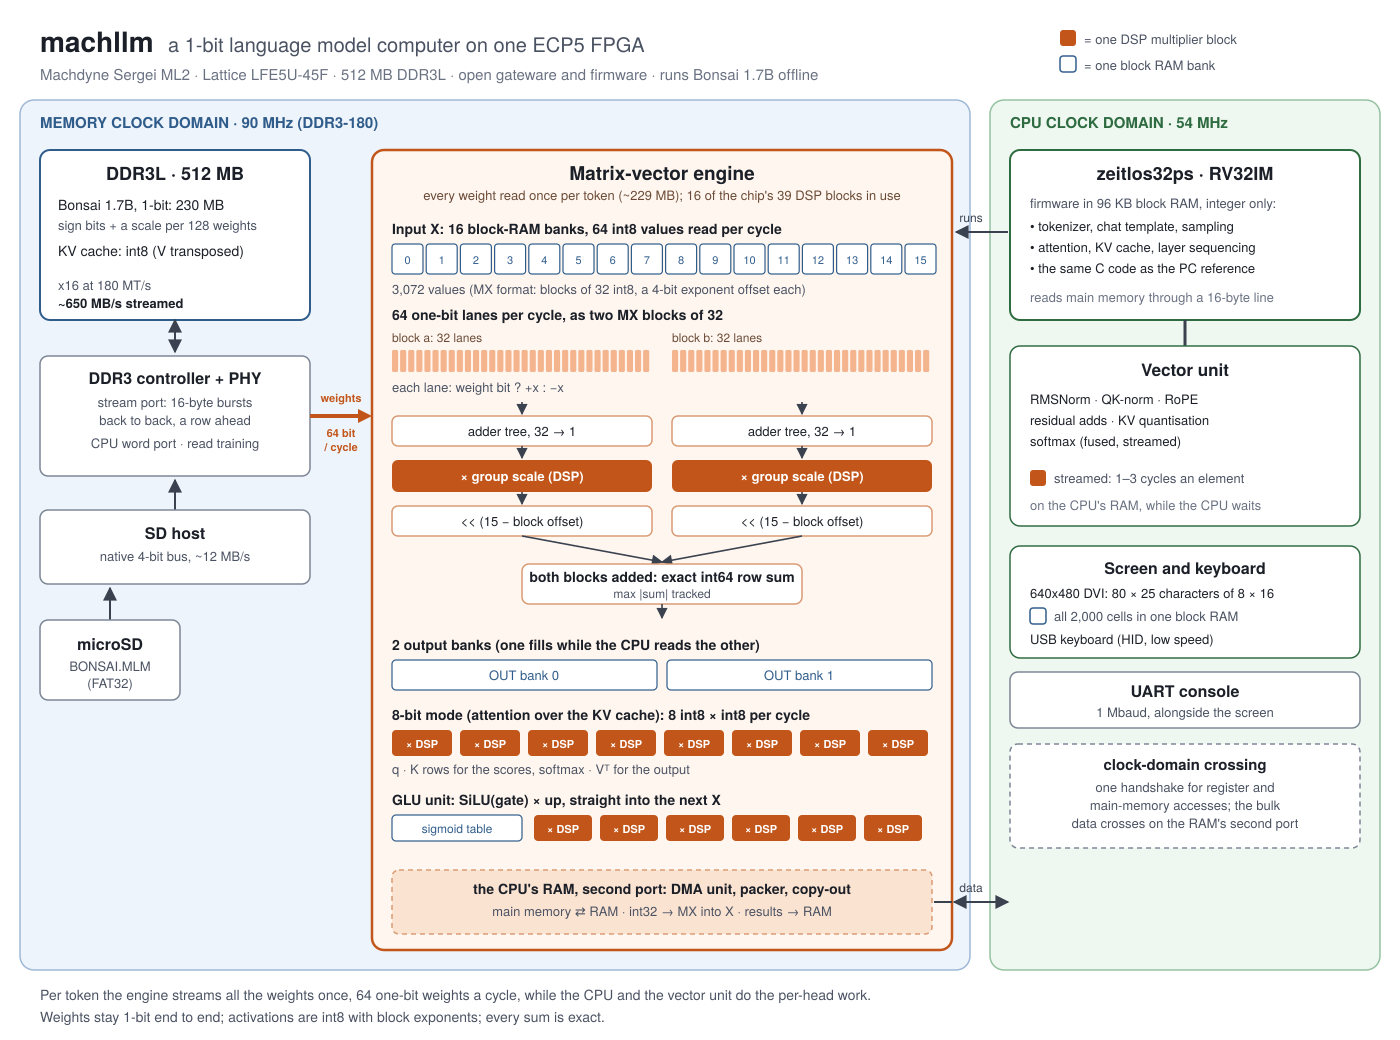 machllm a 1-bit language model computer on one ECP5 FPGA
Machdyne Sergei ML2 · Lattice LFE5U-45F · 512 MB DDR3L · open gateware and firmware · runs Bonsai 1.7B offline
= one DSP multiplier block
= one block RAM bank
MEMORY CLOCK DOMAIN · 90 MHz (DDR3-180)
DDR3L · 512 MB
Bonsai 1.7B, 1-bit: 230 MB
sign bits + a scale per 128 weights
KV cache: int8 (V transposed)
x16 at 180 MT/s
~650 MB/s streamed
DDR3 controller + PHY
stream port: 16-byte bursts
back to back, a row ahead
CPU word port · read training
weights
64 bit
/ cycle
SD host
native 4-bit bus, ~12 MB/s
microSD
BONSAI.MLM
(FAT32)
Matrix-vector engine
every weight read once per token (~229 MB); 16 of the chip's 39 DSP blocks in use
Input X: 16 block-RAM banks, 64 int8 values read per cycle
0 1 2 3 4 5 6 7 8 9 10 11 12 13 14 15
3,072 values (MX format: blocks of 32 int8, a 4-bit exponent offset each)
64 one-bit lanes per cycle, as two MX blocks of 32
block a: 32 lanes
block b: 32 lanes
each lane: weight bit ? +x : −x
adder tree, 32 → 1
adder tree, 32 → 1
× group scale (DSP)
× group scale (DSP)
<< (15 − block offset)
<< (15 − block offset)
both blocks added: exact int64 row sum
max |sum| tracked
2 output banks (one fills while the CPU reads the other)
OUT bank 0
OUT bank 1
8-bit mode (attention over the KV cache): 8 int8 × int8 per cycle
× DSP × DSP × DSP × DSP × DSP × DSP × DSP × DSP
q · K rows for the scores, softmax · Vᵀ for the output
GLU unit: SiLU(gate) × up, straight into the next X
sigmoid table × DSP × DSP × DSP × DSP × DSP × DSP
the CPU's RAM, second port: DMA unit, packer, copy-out
main memory ⇄ RAM · int32 → MX into X · results → RAM
runs
data
CPU CLOCK DOMAIN · 54 MHz
zeitlos32ps · RV32IM
firmware in 96 KB block RAM, integer only:
• tokenizer, chat template, sampling
• attention, KV cache, layer sequencing
• the same C code as the PC reference
reads main memory through a 16-byte line
Vector unit
RMSNorm · QK-norm · RoPE
residual adds · KV quantisation
softmax (fused, streamed)
streamed: 1–3 cycles an element
on the CPU's RAM, while the CPU waits
Screen and keyboard
640x480 DVI: 80 × 25 characters of 8 × 16
all 2,000 cells in one block RAM
USB keyboard (HID, low speed)
UART console
1 Mbaud, alongside the screen
clock-domain crossing
one handshake for register and
main-memory accesses; the bulk
data crosses on the RAM's second port
Per token the engine streams all the weights once, 64 one-bit weights a cycle, while the CPU and the vector unit do the per-head work.
Weights stay 1-bit end to end; activations are int8 with block exponents; every sum is exact.